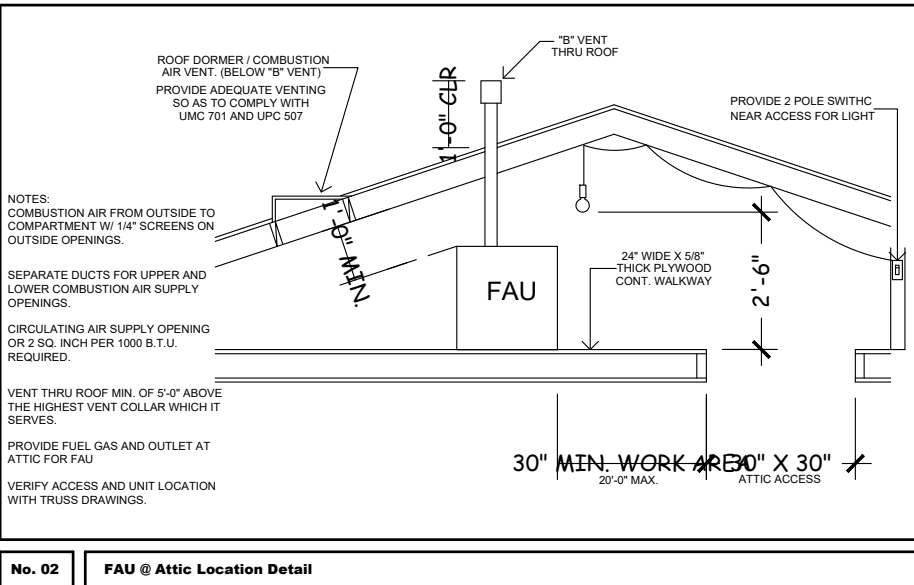 ROOF DORMER / COMBUSTION
AIR VENT. (BELOW "B" VENT)
PROVIDE ADEQUATE VENTING
SO AS TO COMPLY WITH
UMC 701 AND UPC 507
"B" VENT
THRU ROOF
1'-0" CLR
PROVIDE 2 POLE SWITHC
NEAR ACCESS FOR LIGHT
NOTES:
COMBUSTION AIR FROM OUTSIDE TO
COMPARTMENT W/ 1/4" SCREENS ON
OUTSIDE OPENINGS.
SEPARATE DUCTS FOR UPPER AND
LOWER COMBUSTION AIR SUPPLY
OPENINGS.
CIRCULATING AIR SUPPLY OPENING
OR 2 SQ. INCH PER 1000 B.T.U.
REQUIRED.
VENT THRU ROOF MIN. OF 5'-0" ABOVE
THE HIGHEST VENT COLLAR WHICH IT
SERVES.
PROVIDE FUEL GAS AND OUTLET AT
ATTIC FOR FAU
VERIFY ACCESS AND UNIT LOCATION
WITH TRUSS DRAWINGS.
1'-0" MIN.
FAU
24" WIDE X 5/8"
THICK PLYWOOD
CONT. WALKWAY
2'-6"
30" MIN. WORK AREA
20'-0" MAX.
30" X 30"
ATTIC ACCESS
No. 02
FAU @ Attic Location Detail